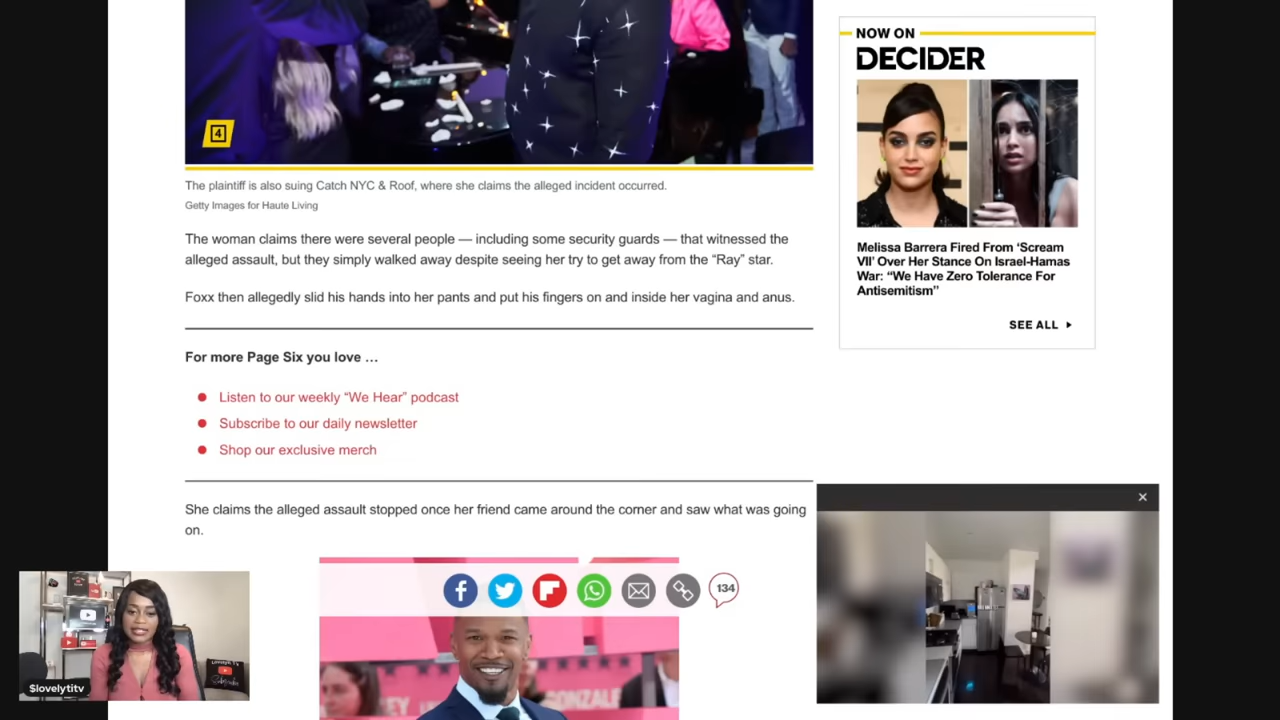 NOW ON
DECIDER
4
The plaintiff is also suing Catch NYC & Roof, where she claims the alleged incident occurred.
Getty Images for Haute Living
The woman claims there were several people — including some security guards — that witnessed the
alleged assault, but they simply walked away despite seeing her try to get away from the “Ray” star.
Foxx then allegedly slid his hands into her pants and put his fingers on and inside her vagina and anus.
Melissa Barrera Fired From ‘Scream
VII’ Over Her Stance On Israel-Hamas
War: “We Have Zero Tolerance For
Antisemitism”
SEE ALL
For more Page Six you love …
Listen to our weekly “We Hear” podcast
Subscribe to our daily newsletter
Shop our exclusive merch
She claims the alleged assault stopped once her friend came around the corner and saw what was going
on.
134
$lovelytitv